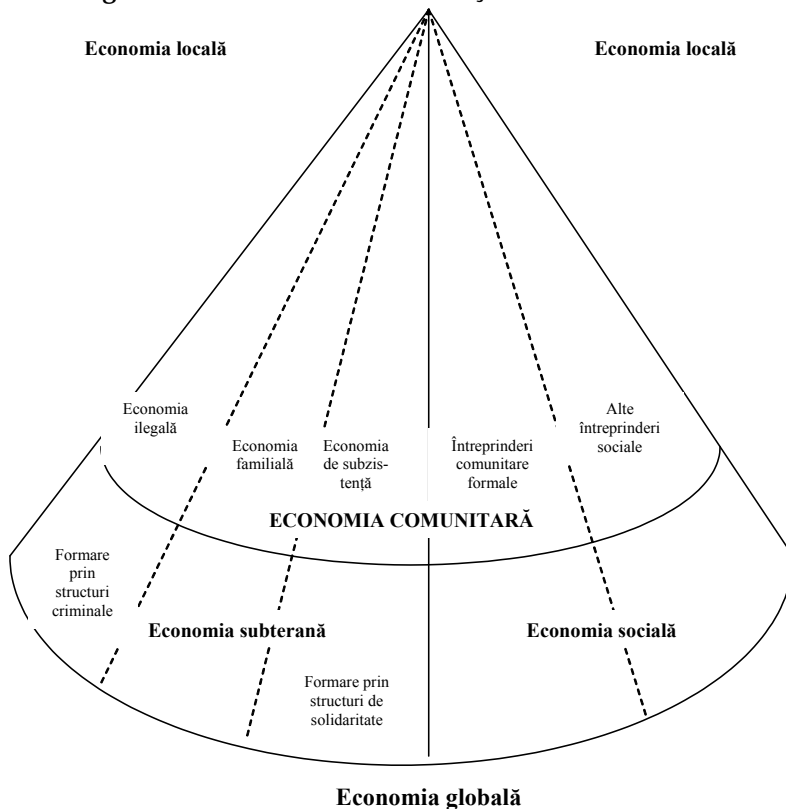 Economia locală
Economia locală
Economia
ilegală
Economia
familială
Economia
de subzis-
tență
Întreprinderi
comunitare
formale
Alte
întreprinderi
sociale
ECONOMIA COMUNITARĂ
Formare
prin
structuri
criminale
Economia subterană
Economia socială
Formare prin
structuri de
solidaritate
Economia globală